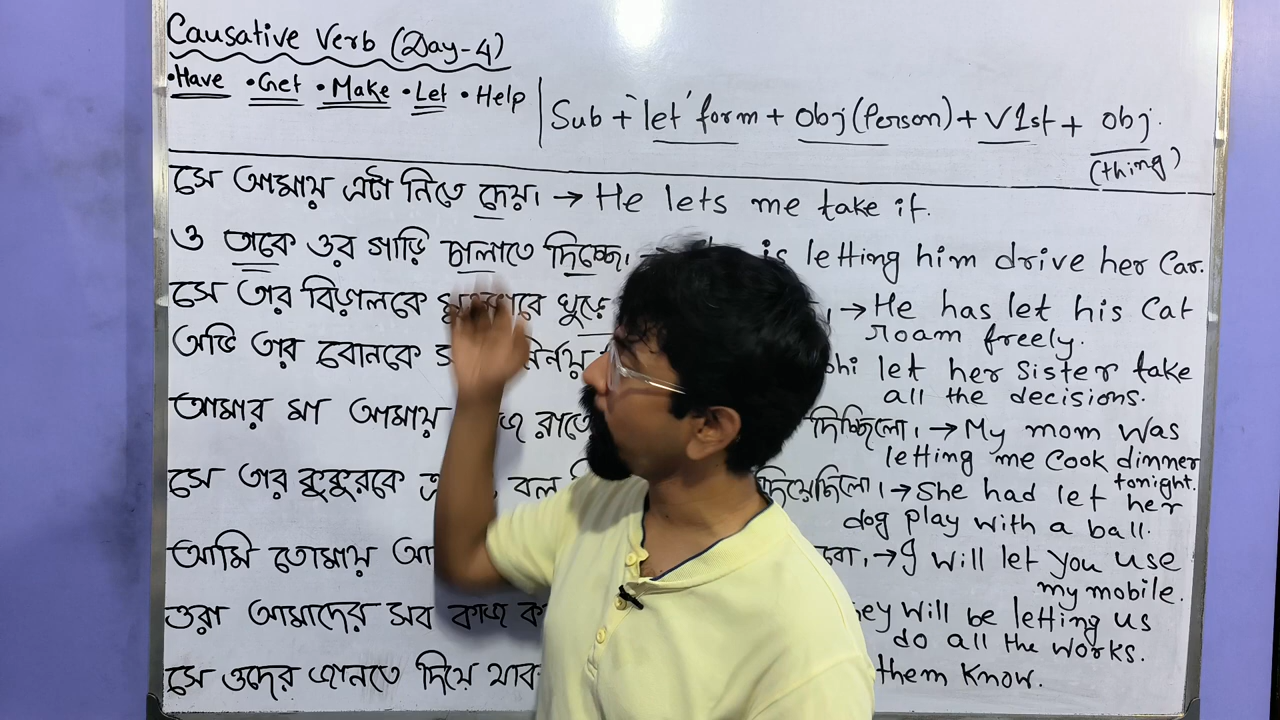 Causative Verb (Day-4)
•Have •Get •Make •Let •Help
Sub + 'let' form + obj (Person) + V1st + obj.
(thing)
সে আমায় এটা নিতে দেয়। → He lets me take it.
ও তাকে ওর গাড়ি চালাতে দিচ্ছে। is letting him drive her Car.
সে তার বিড়ালকে ঘুড়ে → He has let his Cat
roam freely.
অভি তার বোনকে নির্নয় let her sister take
all the decisions.
আমার মা আমায় রাতে দিচ্ছিলো। → My mom was
letting me Cook dinner
tonight.
সে তার কুকুরকে বল দিয়েছিলো। → She had let her
dog play with a ball.
আমি তোমায় → I will let you use
my mobile.
ওরা আমাদের সব কাজ will be letting us
do all the works.
সে ওদের জানতে দিয়ে them Know.